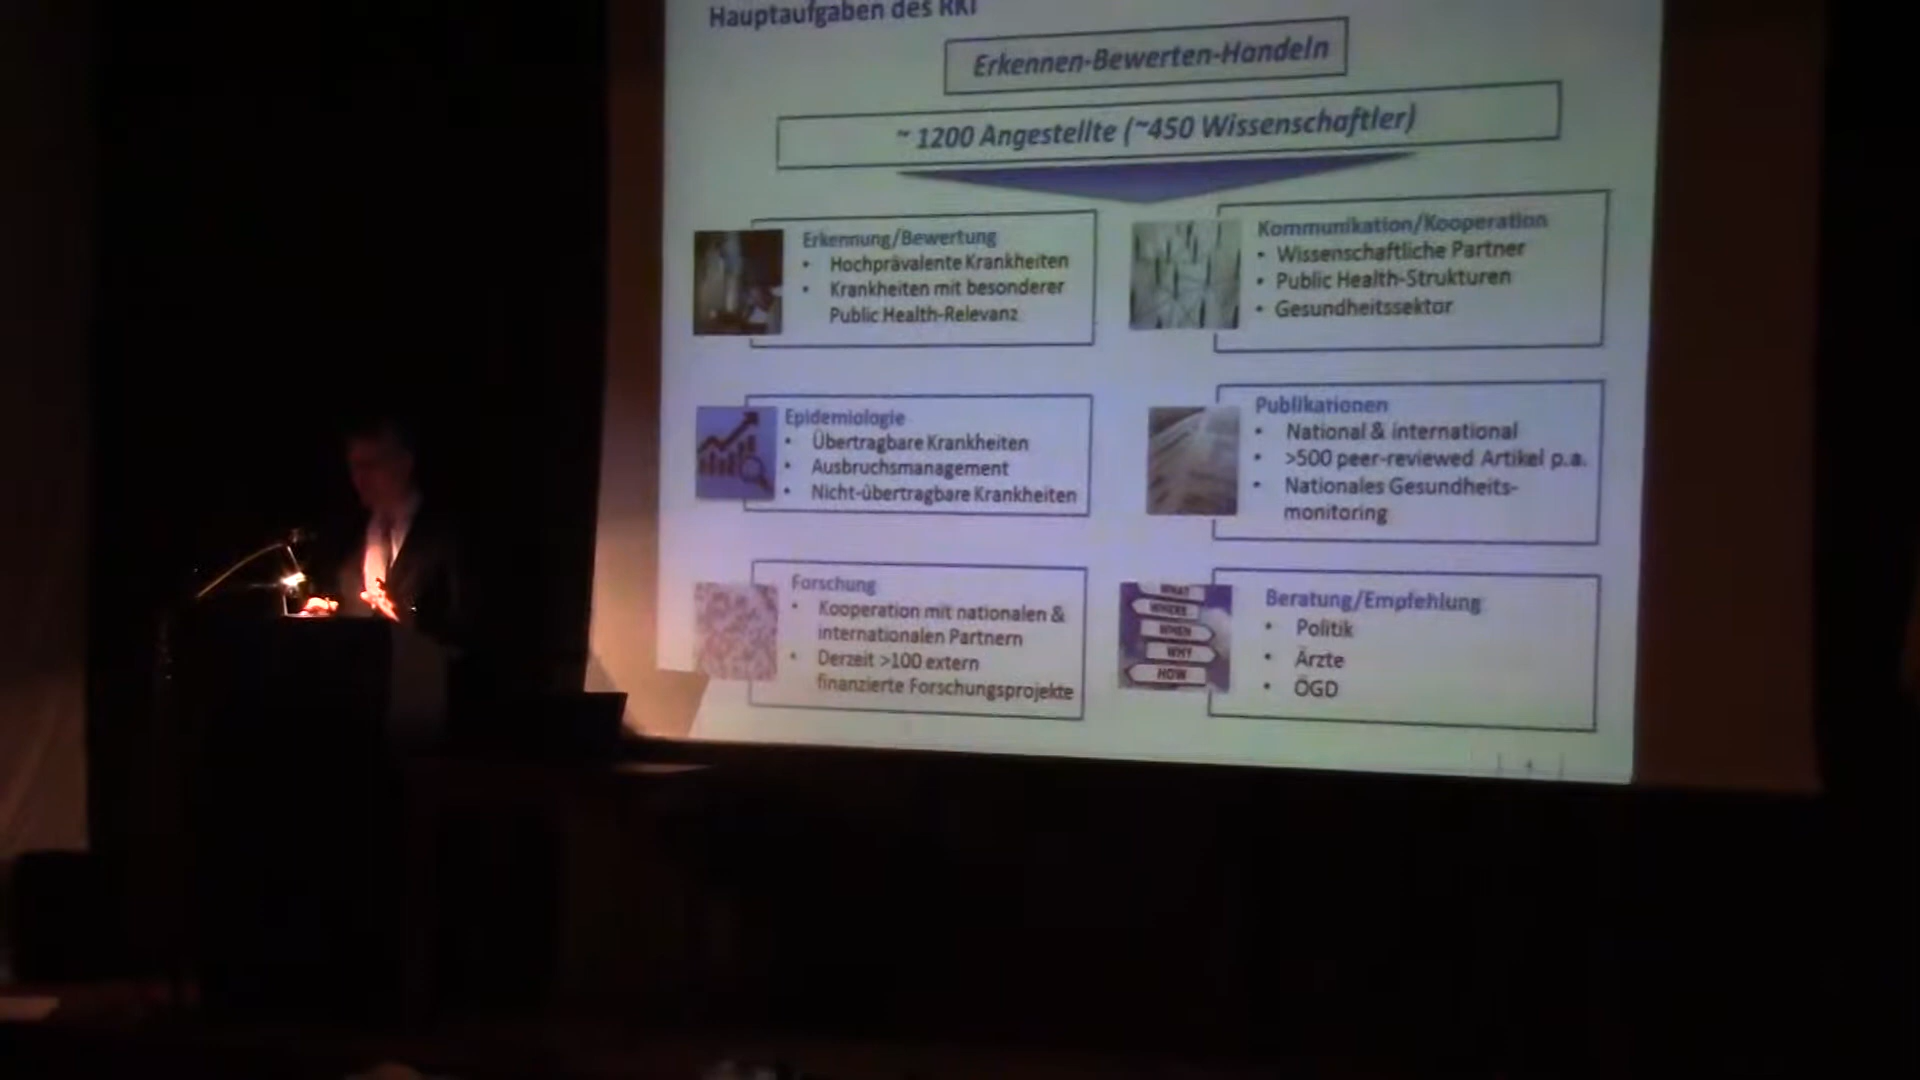 Hauptaufgaben des RKI
Erkennen-Bewerten-Handeln
~ 1200 Angestellte (~450 Wissenschaftler)
Erkennung/Bewertung
• Hochprävalente Krankheiten
• Krankheiten mit besonderer
Public Health-Relevanz
Kommunikation/Kooperation
• Wissenschaftliche Partner
• Public Health-Strukturen
• Gesundheitssektor
Epidemiologie
• Übertragbare Krankheiten
• Ausbruchsmanagement
• Nicht-übertragbare Krankheiten
Publikationen
• National & international
• >500 peer-reviewed Artikel p.a.
• Nationales Gesundheits-
monitoring
Forschung
• Kooperation mit nationalen &
internationalen Partnern
• Derzeit >100 extern
finanzierte Forschungsprojekte
WHAT
WHERE
WHEN
WHY
HOW
Beratung/Empfehlung
• Politik
• Ärzte
• ÖGD